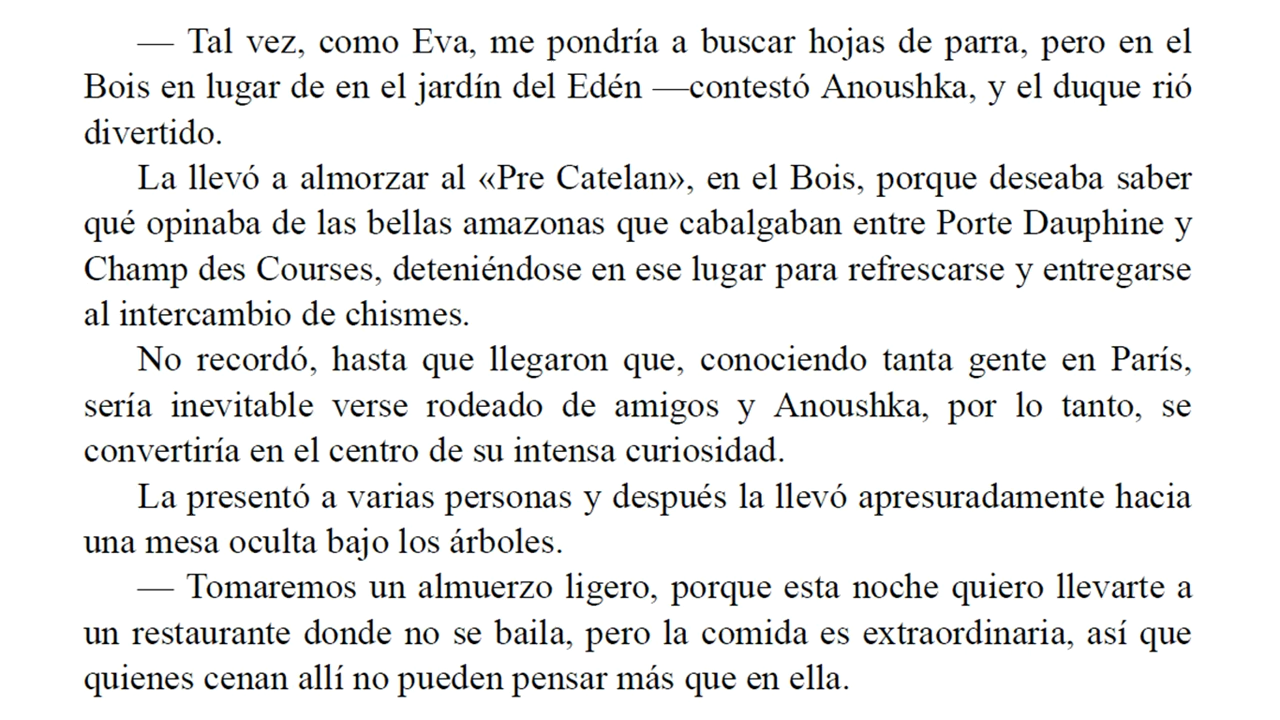 — Tal vez, como Eva, me pondría a buscar hojas de parra, pero en el
Bois en lugar de en el jardín del Edén —contestó Anoushka, y el duque rió
divertido.
La llevó a almorzar al «Pre Catelan», en el Bois, porque deseaba saber
qué opinaba de las bellas amazonas que cabalgaban entre Porte Dauphine y
Champ des Courses, deteniéndose en ese lugar para refrescarse y entregarse
al intercambio de chismes.
No recordó, hasta que llegaron que, conociendo tanta gente en París,
sería inevitable verse rodeado de amigos y Anoushka, por lo tanto, se
convertiría en el centro de su intensa curiosidad.
La presentó a varias personas y después la llevó apresuradamente hacia
una mesa oculta bajo los árboles.
— Tomaremos un almuerzo ligero, porque esta noche quiero llevarte a
un restaurante donde no se baila, pero la comida es extraordinaria, así que
quienes cenan allí no pueden pensar más que en ella.